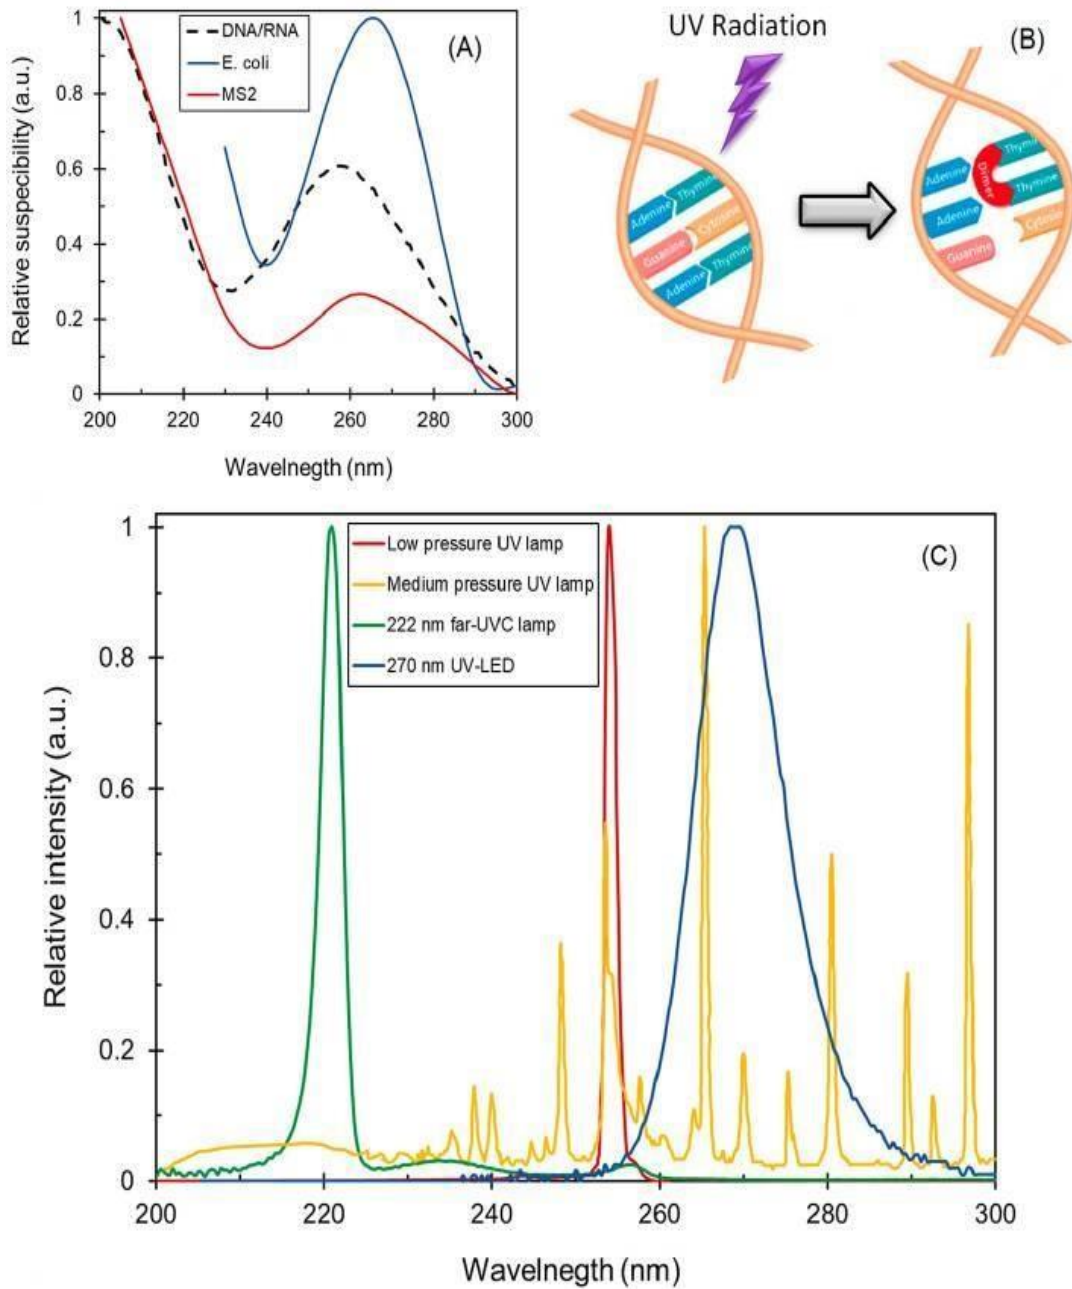 (A)
DNA/RNA
E. coli
MS2
Relative suspecibility (a.u.)
1
0.8
0.6
0.4
0.2
0
200
220
240
260
280
300
Wavelnegth (nm)
UV Radiation
(B)
Adenine
Thymine
Guanine
Cytosine
Adenine
Thymine
Adenine
Thymine
Dimer
Adenine
Thymine
Guanine
(C)
Low pressure UV lamp
Medium pressure UV lamp
222 nm far-UVC lamp
270 nm UV-LED
Relative intensity (a.u.)
1
0.8
0.6
0.4
0.2
0
200
220
240
260
280
300
Wavelnegth (nm)